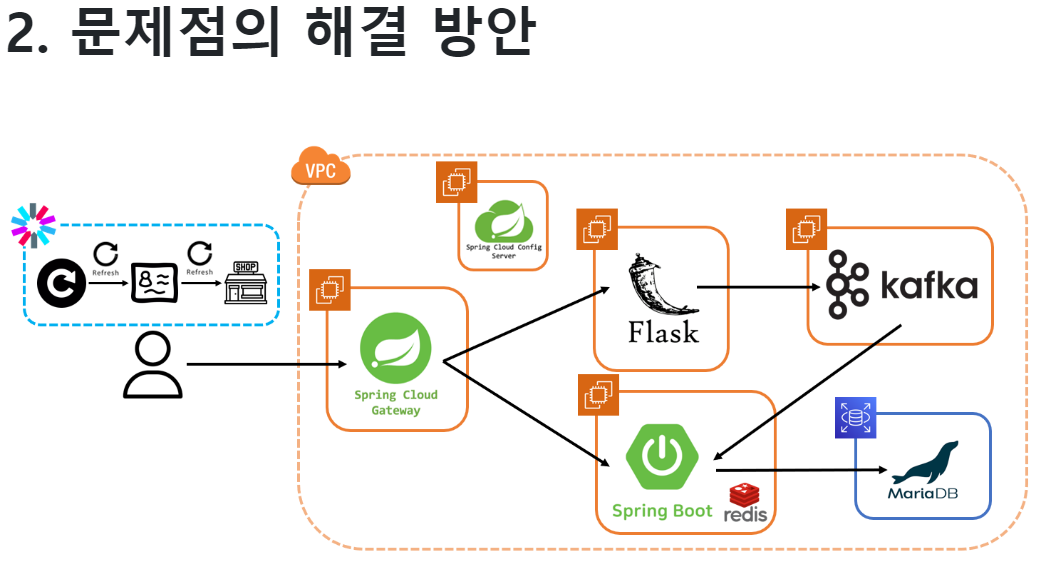 2. 문제점의 해결 방안
VPC
Spring Cloud Config
Server
Refresh
Refresh
SHOP
Spring Cloud
Gateway
Flask
kafka
Spring Boot
redis
MariaDB